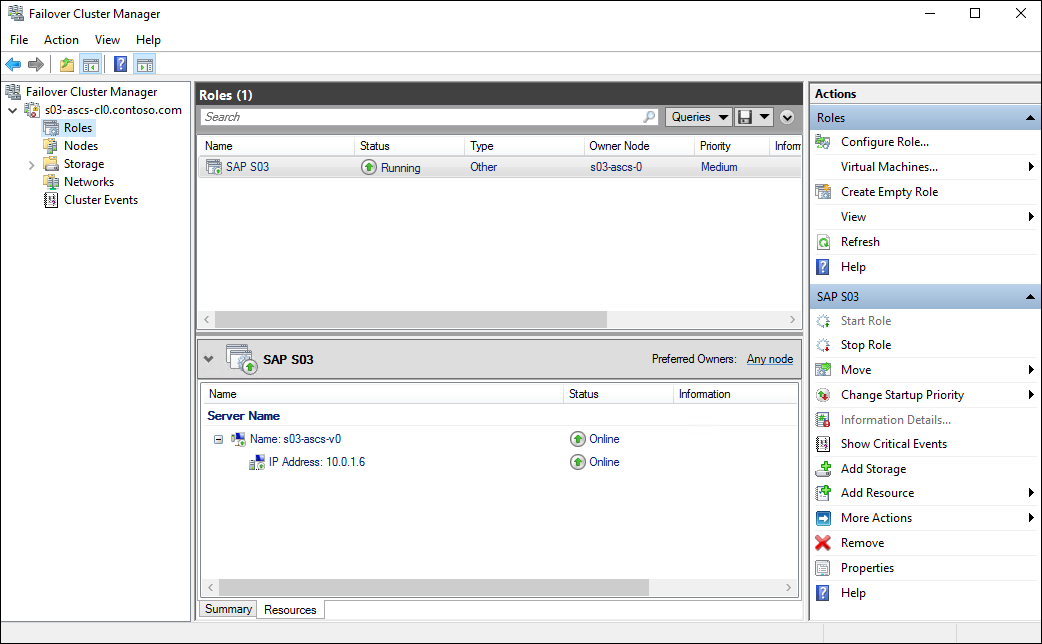 Failover Cluster Manager
File Action View Help
Failover Cluster Manager
s03-ascs-cl0.contoso.com
Roles
Nodes
Storage
Networks
Cluster Events
Roles (1)
Search Queries
Name Status Type Owner Node Priority Inform
SAP S03 Running Other s03-ascs-0 Medium
SAP S03 Preferred Owners: Any node
Name Status Information
Server Name
Name: s03-ascs-v0 Online
IP Address: 10.0.1.6 Online
Summary Resources
Actions
Roles
Configure Role...
Virtual Machines...
Create Empty Role
View
Refresh
Help
SAP S03
Start Role
Stop Role
Move
Change Startup Priority
Information Details...
Show Critical Events
Add Storage
Add Resource
More Actions
Remove
Properties
Help